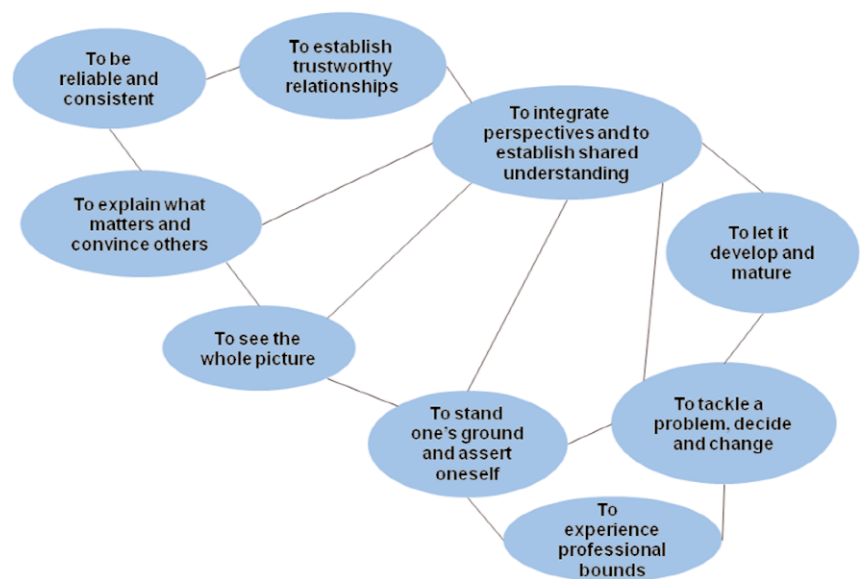 To be
reliable and
consistent
To establish
trustworthy
relationships
To integrate
perspectives and to
establish shared
understanding
To explain what
matters and
convince others
To let it
develop and
mature
To see the
whole picture
To stand
one's ground
and assert
oneself
To tackle a
problem, decide
and change
To
experience
professional
bounds